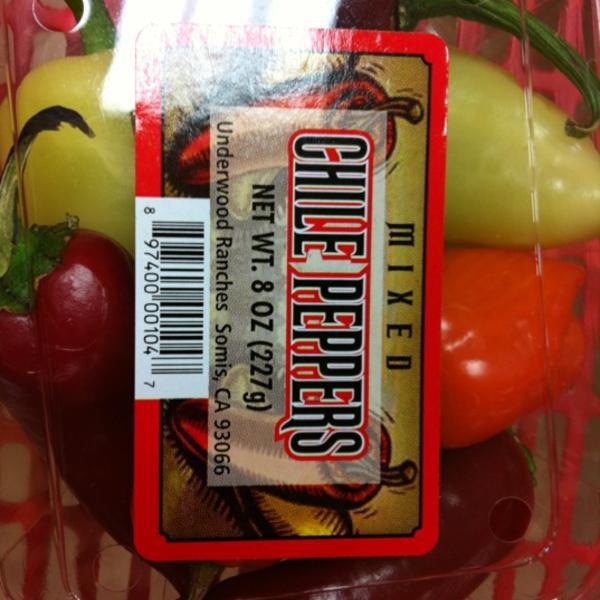 MIXED
CHILE PEPPERS
NET WT. 8 OZ (227g)
Underwood Ranches Somis, CA 93066
8 97400 00104 7